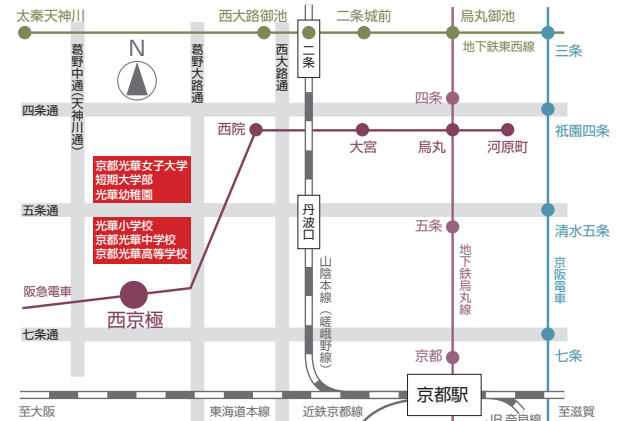 太秦天神川
西大路御池
二条城前
烏丸御池
二条
地下鉄東西線
三条
N
葛野中通(天神川通)
葛野大路通
西大路通
四条通
四条
西院
大宮
烏丸
河原町
祇園四条
京都光華女子大学
短期大学部
光華幼稚園
五条通
丹波口
五条
清水五条
光華小学校
京都光華中学校
京都光華高等学校
地下鉄烏丸線
京阪電車
山陰本線(嵯峨野線)
阪急電車
西京極
七条通
京都
七条
京都駅
至大阪
東海道本線
近鉄京都線
JR奈良線
至滋賀